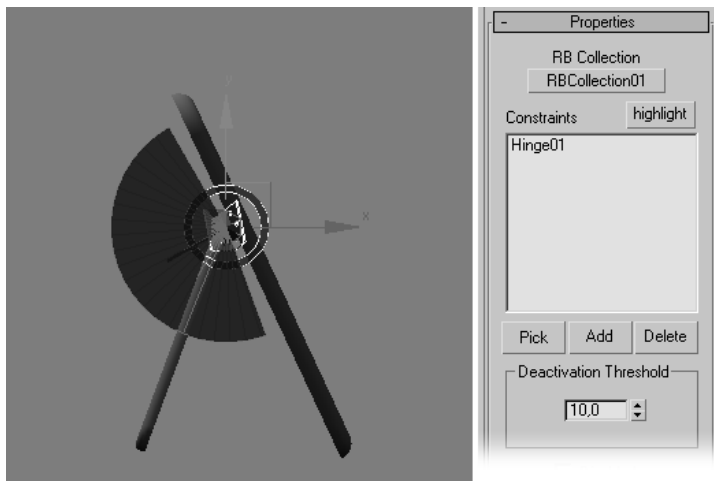 y
x
- Properties
RB Collection
RBCollection01
Constraints highlight
Hinge01
Pick Add Delete
Deactivation Threshold
10,0